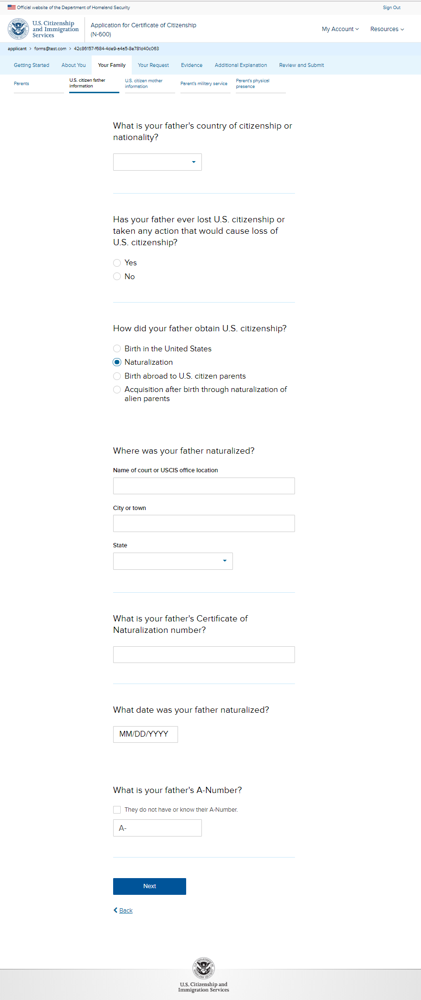 Official website of the Department of Homeland Security
Sign Out
U.S. Citizenship
and Immigration
Services
Application for Certificate of Citizenship
(N-600)
My Account
Resources
applicant > forms@test.com > 42c86157-f684-4de9-a4a5-8e781d40c063
Getting Started
About You
Your Family
Your Request
Evidence
Additional Explanation
Review and Submit
Parents
U.S. citizen father
information
U.S. citizen mother
information
Parent's military service
Parent's physical
presence
What is your father's country of citizenship or
nationality?
Has your father ever lost U.S. citizenship or
taken any action that would cause loss of
U.S. citizenship?
Yes
No
How did your father obtain U.S. citizenship?
Birth in the United States
Naturalization
Birth abroad to U.S. citizen parents
Acquisition after birth through naturalization of
alien parents
Where was your father naturalized?
Name of court or USCIS office location
City or town
State
What is your father's Certificate of
Naturalization number?
What date was your father naturalized?
MM/DD/YYYY
What is your father's A-Number?
They do not have or know their A-Number.
A-
Next
Back
U.S. Citizenship and
Immigration Services